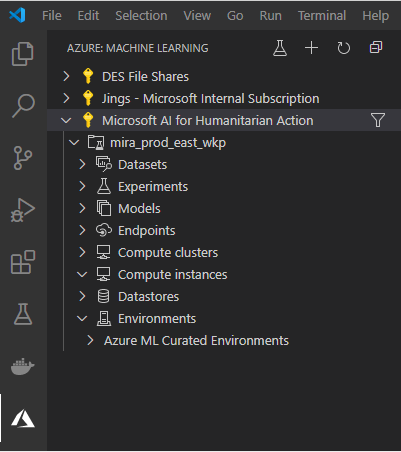 File Edit Selection View Go Run Terminal Help
AZURE: MACHINE LEARNING
DES File Shares
Jings - Microsoft Internal Subscription
Microsoft AI for Humanitarian Action
mira_prod_east_wkp
Datasets
Experiments
Models
Endpoints
Compute clusters
Compute instances
Datastores
Environments
Azure ML Curated Environments